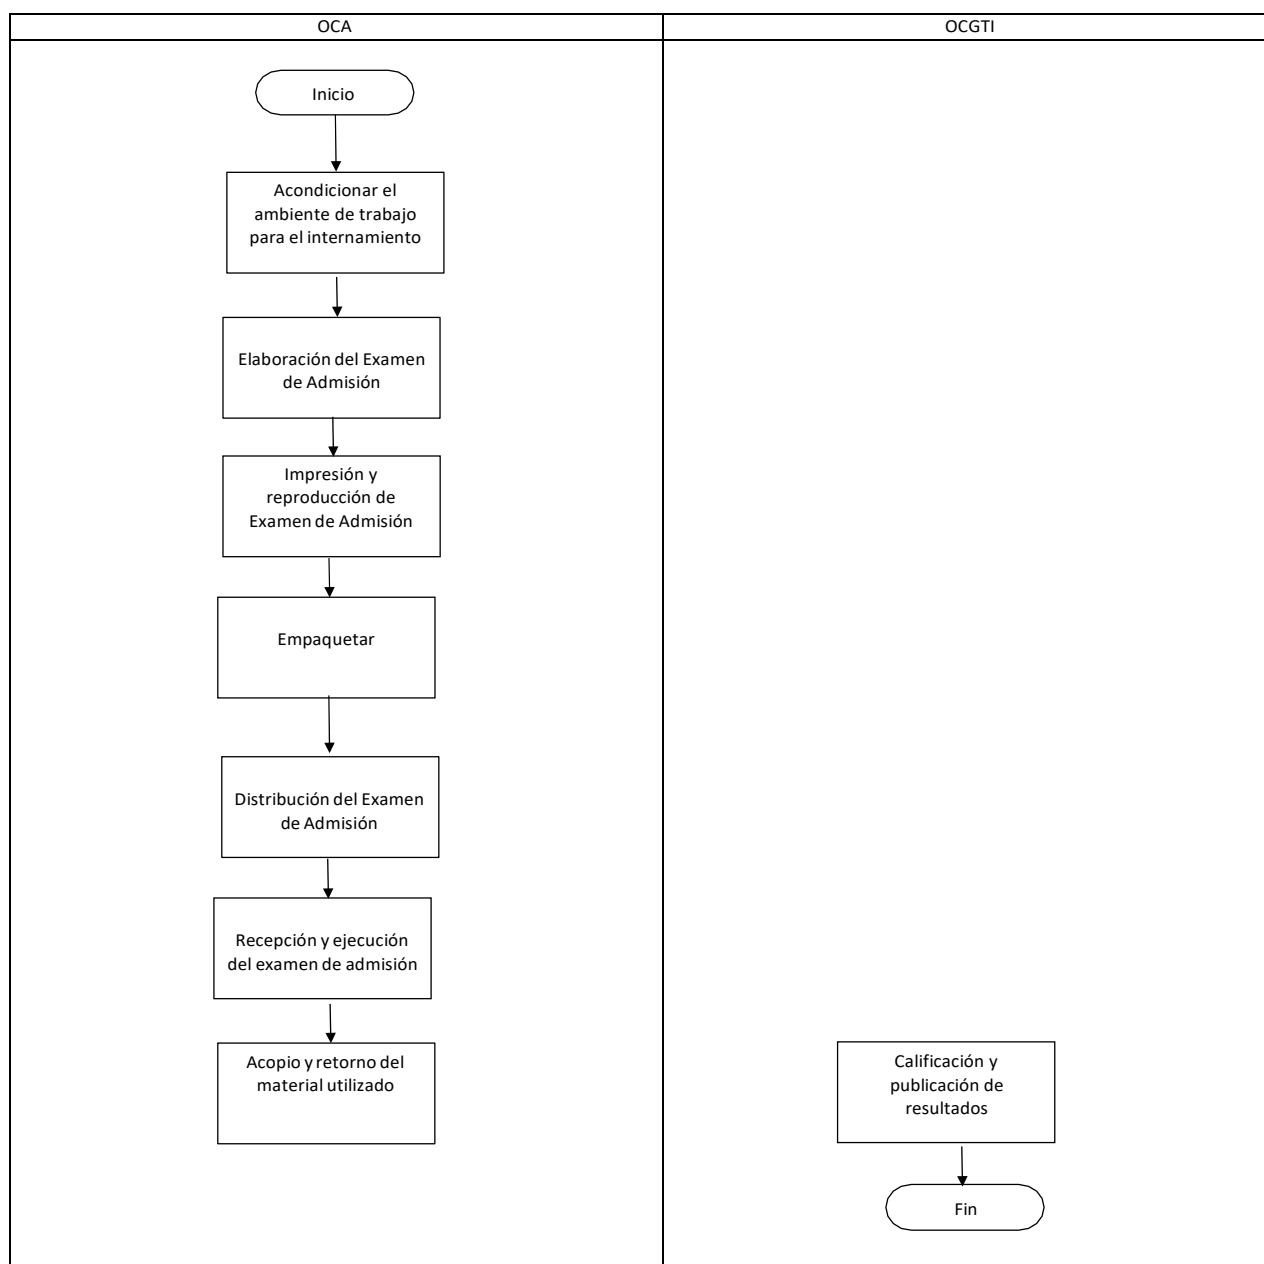 OCA
OCGTI
Inicio
Acondicionar el
ambiente de trabajo
para el internamiento
Elaboración del Examen
de Admisión
Impresión y
reproducción de
Examen de Admisión
Empaquetar
Distribución del Examen
de Admisión
Recepción y ejecución
del examen de admisión
Acopio y retorno del
material utilizado
Calificación y
publicación de
resultados
Fin